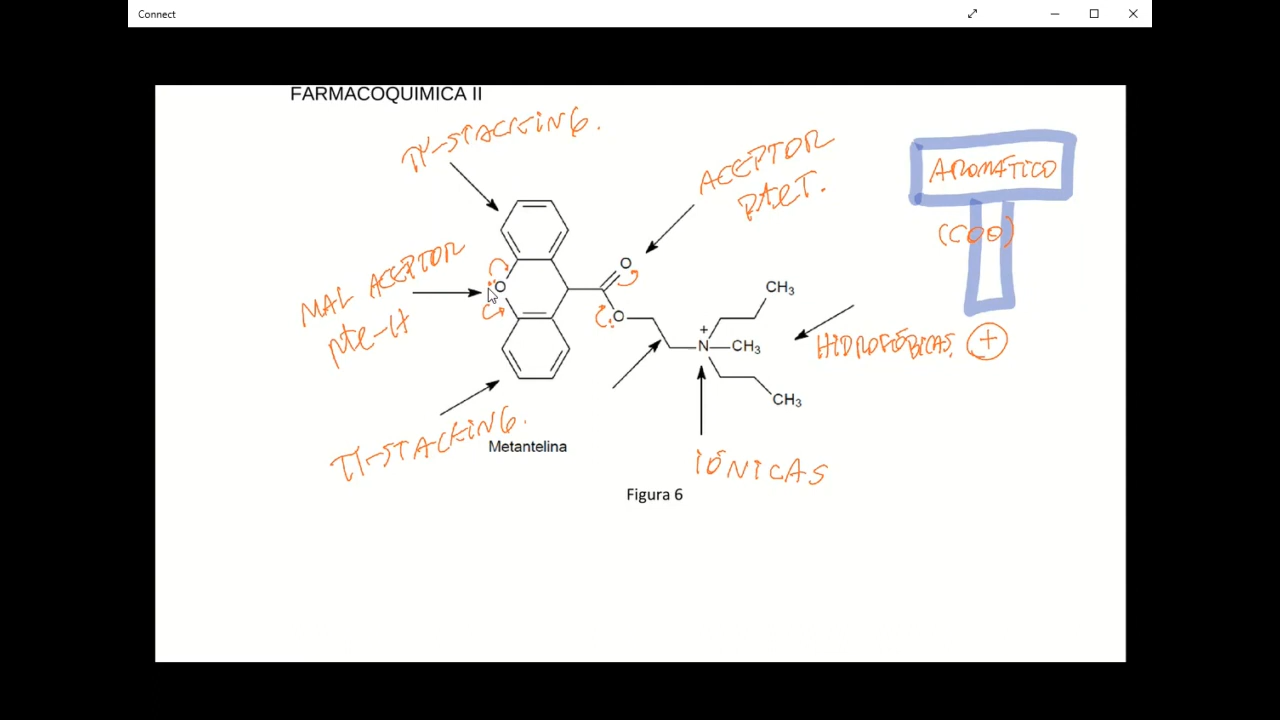 Connect
FARMACOQUIMICA II
π-STACKING.
ACEPTOR
AROMÁTICO
(COO)
MAL ACEPTOR
pte-H
O
O
O
CH3
+
N
CH3
HIDROFÓBICAS. +
CH3
π-STACKING.
Metantelina
IÓNICAS
Figura 6